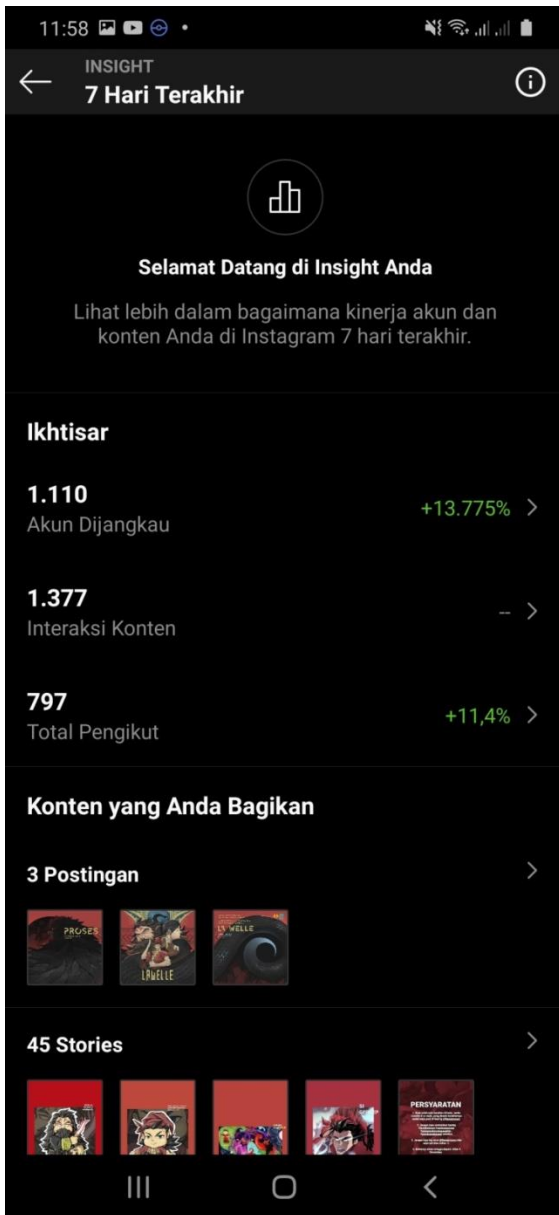 11:58
INSIGHT
7 Hari Terakhir
Selamat Datang di Insight Anda
Lihat lebih dalam bagaimana kinerja akun dan
konten Anda di Instagram 7 hari terakhir.
Ikhtisar
1.110
Akun Dijangkau
+13.775%
1.377
Interaksi Konten
--
797
Total Pengikut
+11,4%
Konten yang Anda Bagikan
3 Postingan
PROSES
LAWELLE
LA WELLE
45 Stories
PERSYARATAN